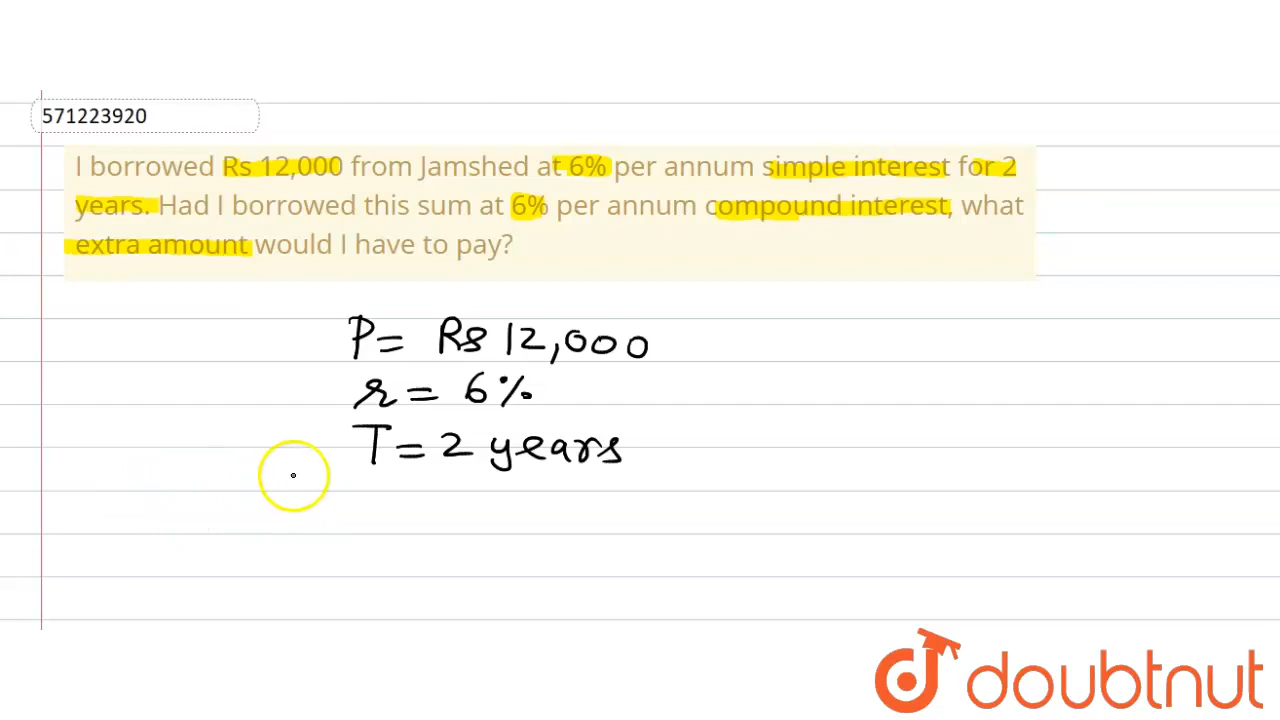 571223920
I borrowed Rs 12,000 from Jamshed at 6% per annum simple interest for 2
years. Had I borrowed this sum at 6% per annum compound interest, what
extra amount would I have to pay?
P= Rs 12,000
r = 6%
T = 2 years
doubtnut